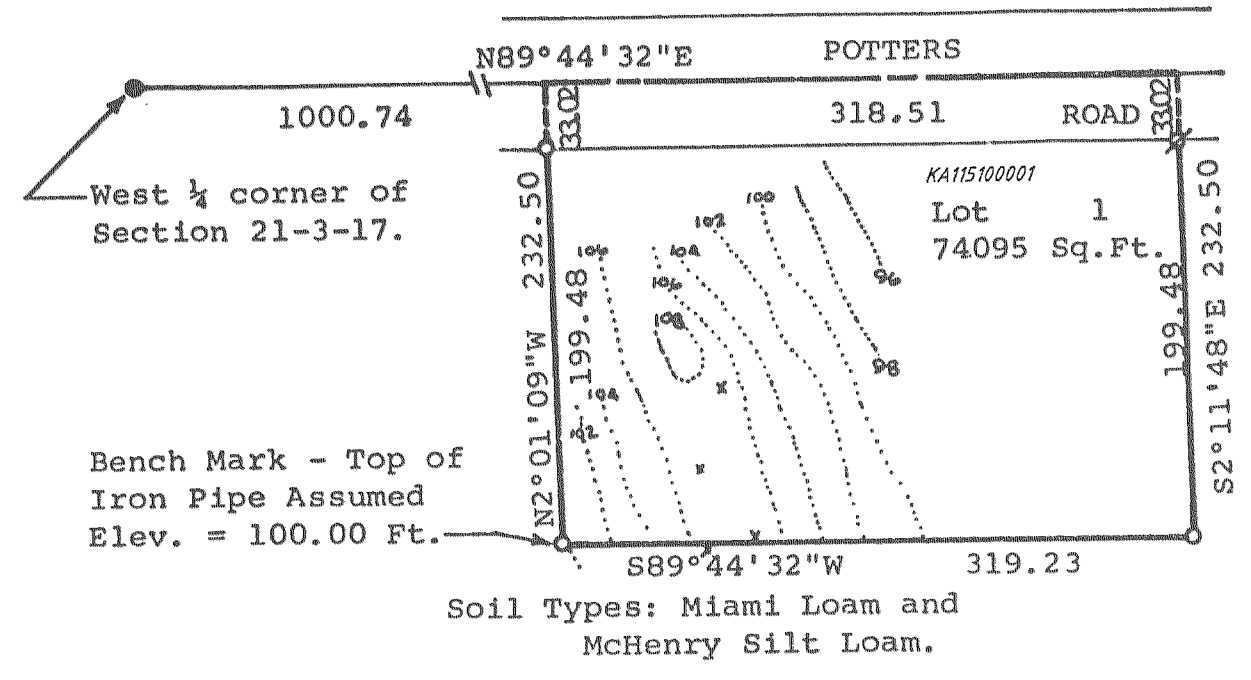 N89°44'32"E
POTTERS
1000.74
33.02
318.51
ROAD
33.02
West ¼ corner of
Section 21-3-17.
KA115100001
Lot 1
74095 Sq.Ft.
N2°01'09"W 232.50
199.48
199.48
S2°11'48"E 232.50
106
104
102
100
106
108
96
98
104
102
Bench Mark - Top of
Iron Pipe Assumed
Elev. = 100.00 Ft.
S89°44'32"W
319.23
Soil Types: Miami Loam and
McHenry Silt Loam.